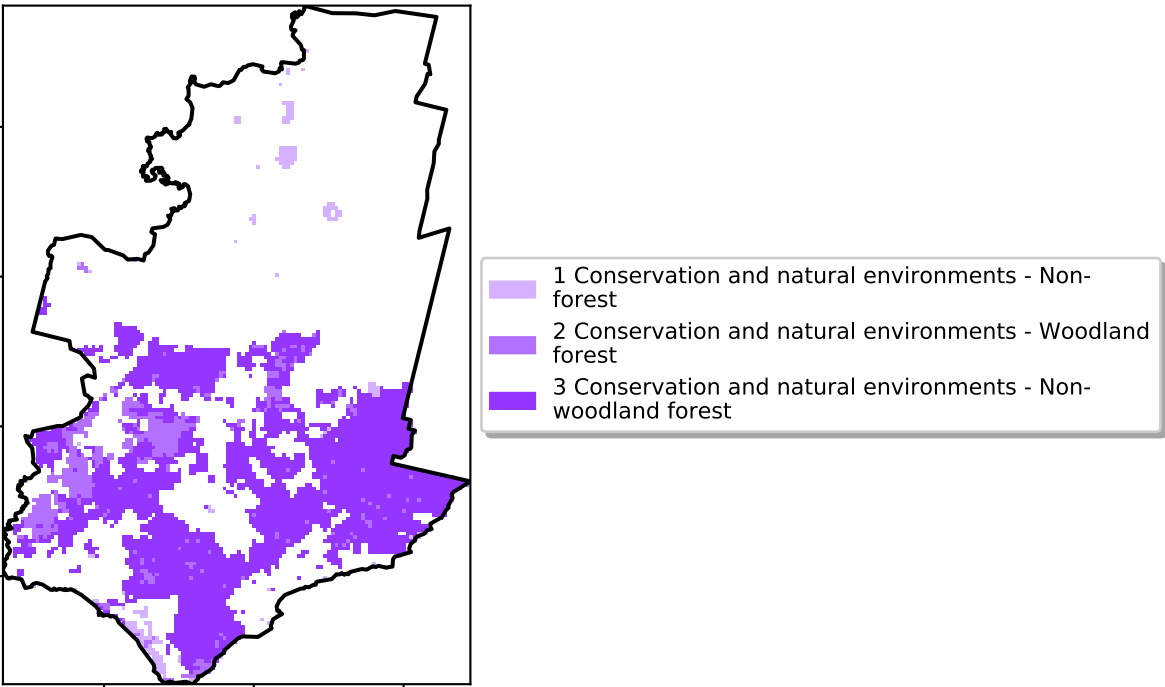 1 Conservation and natural environments - Non-
forest
2 Conservation and natural environments - Woodland
forest
3 Conservation and natural environments - Non-
woodland forest